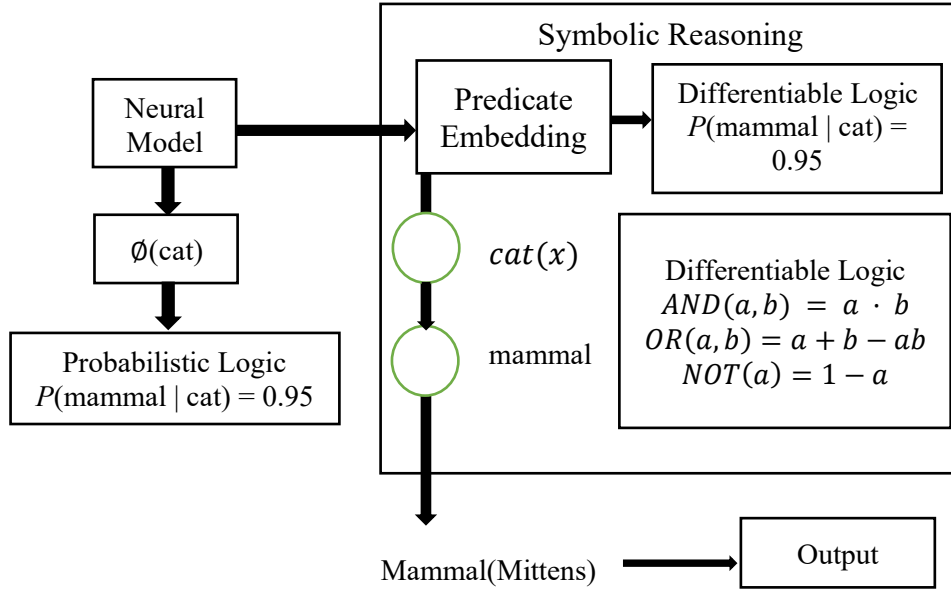 Symbolic Reasoning
Neural
Model
Predicate
Embedding
Differentiable Logic
P(mammal | cat) =
0.95
∅(cat)
cat(x)
Probabilistic Logic
P(mammal | cat) = 0.95
mammal
Differentiable Logic
AND(a, b) = a · b
OR(a, b) = a + b − ab
NOT(a) = 1 − a
Mammal(Mittens)
Output